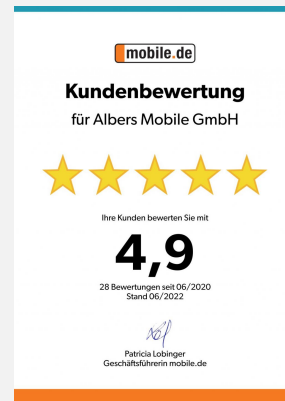 mobile.de
Kundenbewertung
für Albers Mobile GmbH
Ihre Kunden bewerten Sie mit
4,9
28 Bewertungen seit 06/2020
Stand 06/2022
Patricia Lobinger
Geschäftsführerin mobile.de